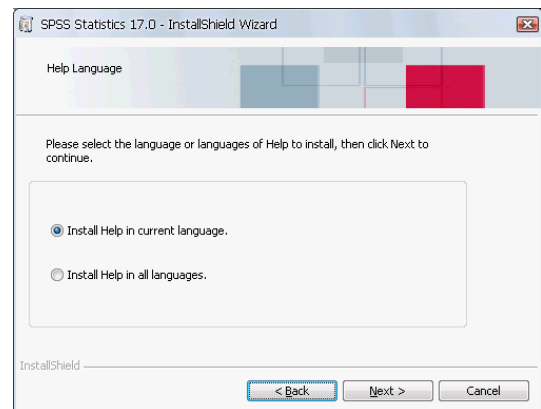 SPSS Statistics 17.0 - InstallShield Wizard
Help Language
Please select the language or languages of Help to install, then click Next to
continue.
Install Help in current language.
Install Help in all languages.
InstallShield
< Back
Next >
Cancel